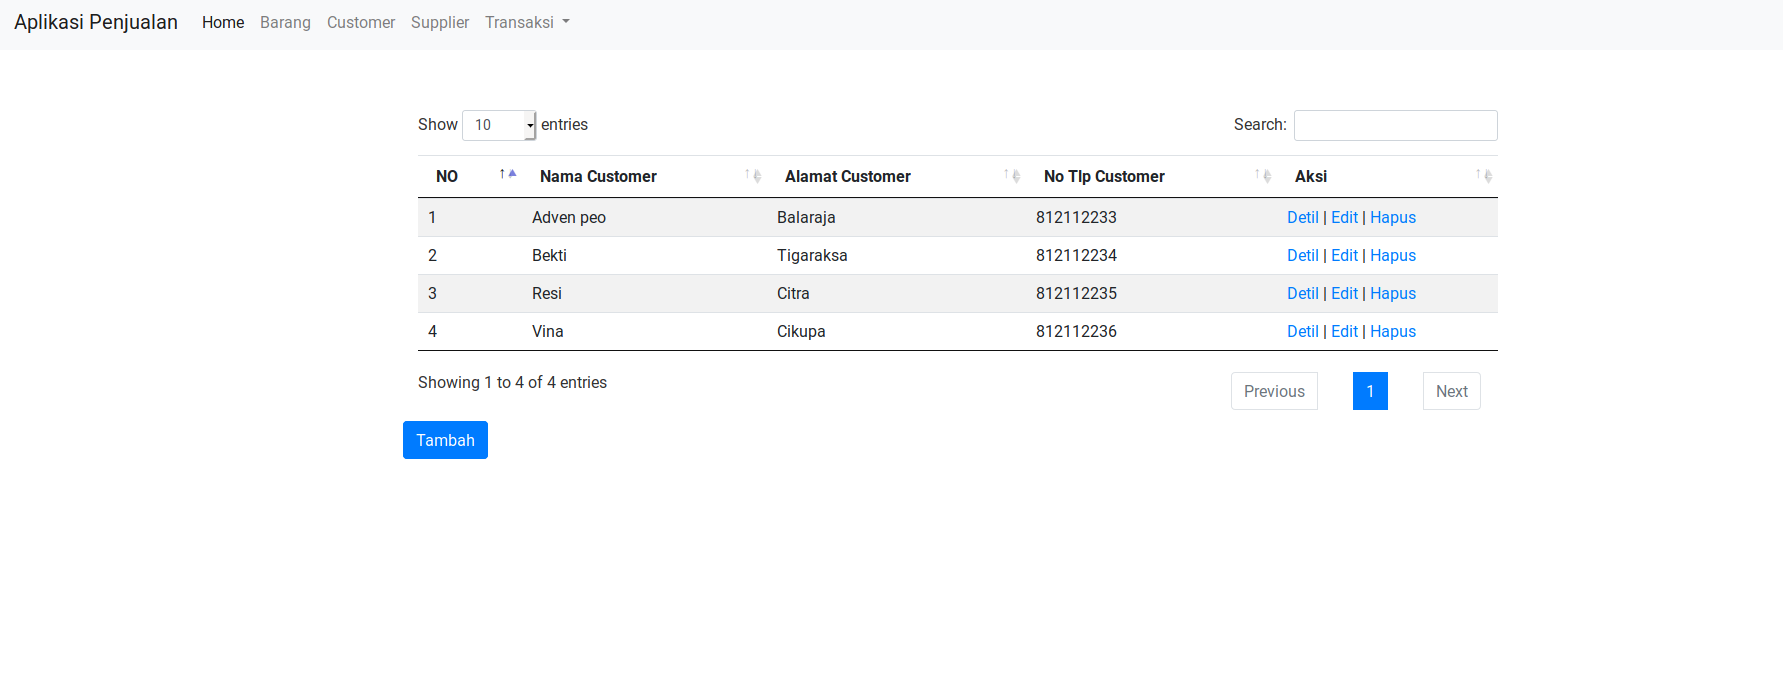 Aplikasi Penjualan Home Barang Customer Supplier Transaksi
Show 10 entries Search:
NO Nama Customer Alamat Customer No Tlp Customer Aksi
1 Adven peo Balaraja 812112233 Detil | Edit | Hapus
2 Bekti Tigaraksa 812112234 Detil | Edit | Hapus
3 Resi Citra 812112235 Detil | Edit | Hapus
4 Vina Cikupa 812112236 Detil | Edit | Hapus
Showing 1 to 4 of 4 entries Previous 1 Next
Tambah